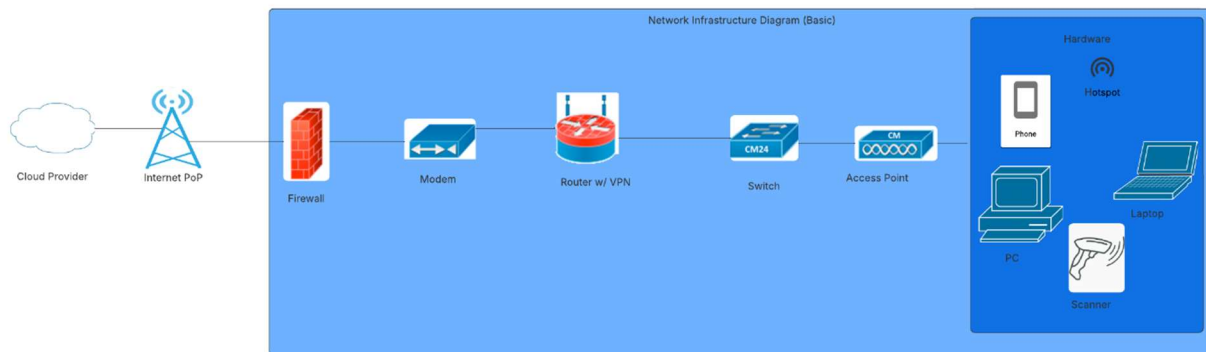 Network Infrastructure Diagram (Basic)
Hardware
Hotspot
Phone
Cloud Provider
Internet PoP
Firewall
Modem
Router w/ VPN
CM24
Switch
CM
Access Point
Laptop
PC
Scanner